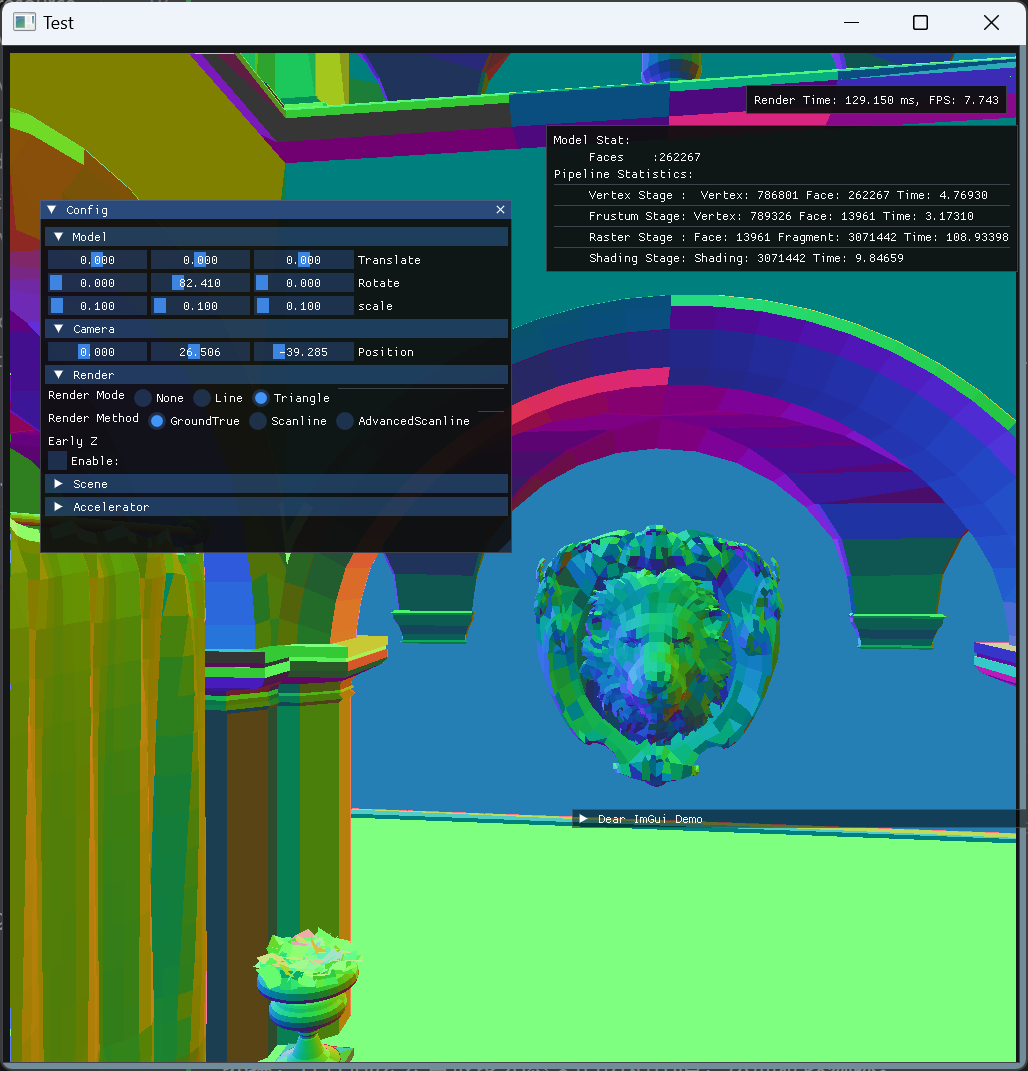 Test
Render Time: 129.150 ms, FPS: 7.743
Model Stat:
Faces :262267
Pipeline Statistics:
Vertex Stage : Vertex: 786801 Face: 262267 Time: 4.76930
Frustum Stage: Vertex: 789326 Face: 13961 Time: 3.17310
Raster Stage : Face: 13961 Fragment: 3071442 Time: 108.93398
Shading Stage: Shading: 3071442 Time: 9.84659
Config
Model
0.000 0.000 0.000 Translate
0.000 82.410 0.000 Rotate
0.100 0.100 0.100 scale
Camera
0.000 26.506 -39.285 Position
Render
Render Mode None Line Triangle
Render Method GroundTrue Scanline AdvancedScanline
Early Z
Enable:
Scene
Accelerator
Dear ImGui Demo